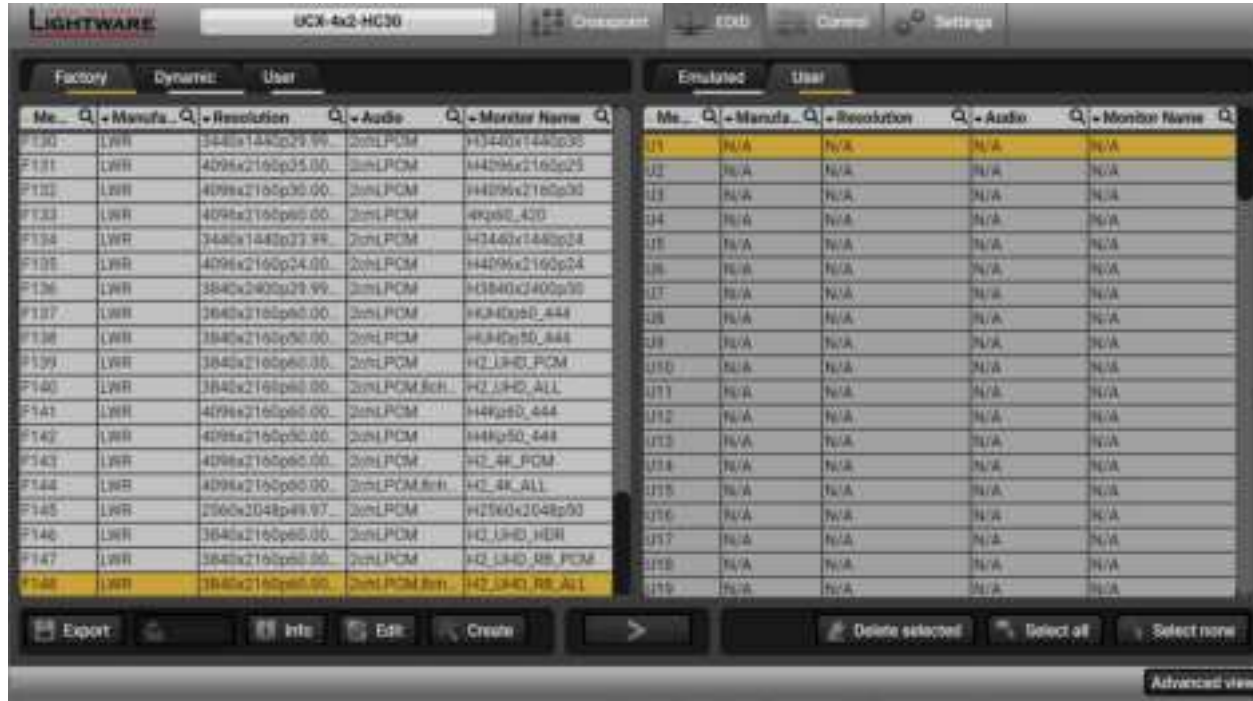 LIGHTWARE UCX-4x2-HC30 Crosspoint EDID Control Settings
Factory Dynamic User
Emulated User
Me... Manufa... Resolution Audio Monitor Name
F130 LWR 3440x1440p29.99... 2chLPCM H3440x1440p30
F131 LWR 4096x2160p25.00... 2chLPCM H4096x2160p25
F132 LWR 4096x2160p30.00... 2chLPCM H4096x2160p30
F133 LWR 4096x2160p60.00... 2chLPCM 4Kp60_420
F134 LWR 3440x1440p23.99... 2chLPCM H3440x1440p24
F135 LWR 4096x2160p24.00... 2chLPCM H4096x2160p24
F136 LWR 3840x2400p29.99... 2chLPCM H3840x2400p30
F137 LWR 3840x2160p60.00... 2chLPCM HUHDp60_444
F138 LWR 3840x2160p50.00... 2chLPCM HUHDp50_444
F139 LWR 3840x2160p60.00... 2chLPCM H2_UHD_PCM
F140 LWR 3840x2160p60.00... 2chLPCM,8ch... H2_UHD_ALL
F141 LWR 4096x2160p60.00... 2chLPCM H4Kp60_444
F142 LWR 4096x2160p50.00... 2chLPCM H4Kp50_444
F143 LWR 4096x2160p60.00... 2chLPCM H2_4K_PCM
F144 LWR 4096x2160p60.00... 2chLPCM,8ch... H2_4K_ALL
F145 LWR 2560x2048p49.97... 2chLPCM H2560x2048p50
F146 LWR 3840x2160p60.00... 2chLPCM H2_UHD_HDR
F147 LWR 3840x2160p60.00... 2chLPCM H2_UHD_RB_PCM
F148 LWR 3840x2160p60.00... 2chLPCM,8ch... H2_UHD_RB_ALL
Me... Manufa... Resolution Audio Monitor Name
U1 N/A N/A N/A N/A
U2 N/A N/A N/A N/A
U3 N/A N/A N/A N/A
U4 N/A N/A N/A N/A
U5 N/A N/A N/A N/A
U6 N/A N/A N/A N/A
U7 N/A N/A N/A N/A
U8 N/A N/A N/A N/A
U9 N/A N/A N/A N/A
U10 N/A N/A N/A N/A
U11 N/A N/A N/A N/A
U12 N/A N/A N/A N/A
U13 N/A N/A N/A N/A
U14 N/A N/A N/A N/A
U15 N/A N/A N/A N/A
U16 N/A N/A N/A N/A
U17 N/A N/A N/A N/A
U18 N/A N/A N/A N/A
U19 N/A N/A N/A N/A
Export Info Edit Create > Delete selected Select all Select none
Advanced view